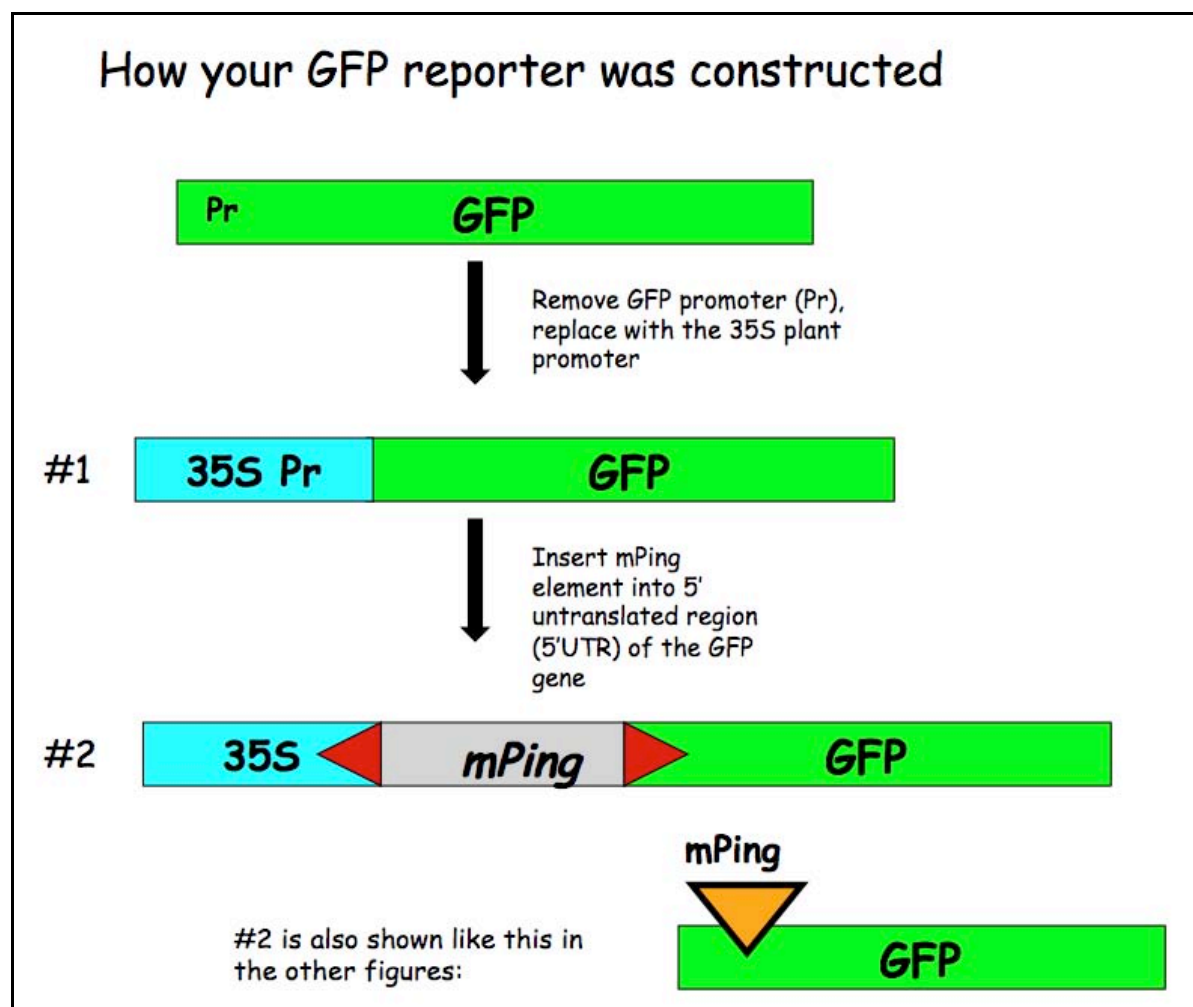 How your GFP reporter was constructed
Pr GFP
Remove GFP promoter (Pr),
replace with the 35S plant
promoter
#1 35S Pr GFP
Insert mPing
element into 5'
untranslated region
(5'UTR) of the GFP
gene
#2 35S mPing GFP
mPing
#2 is also shown like this in
the other figures:
GFP